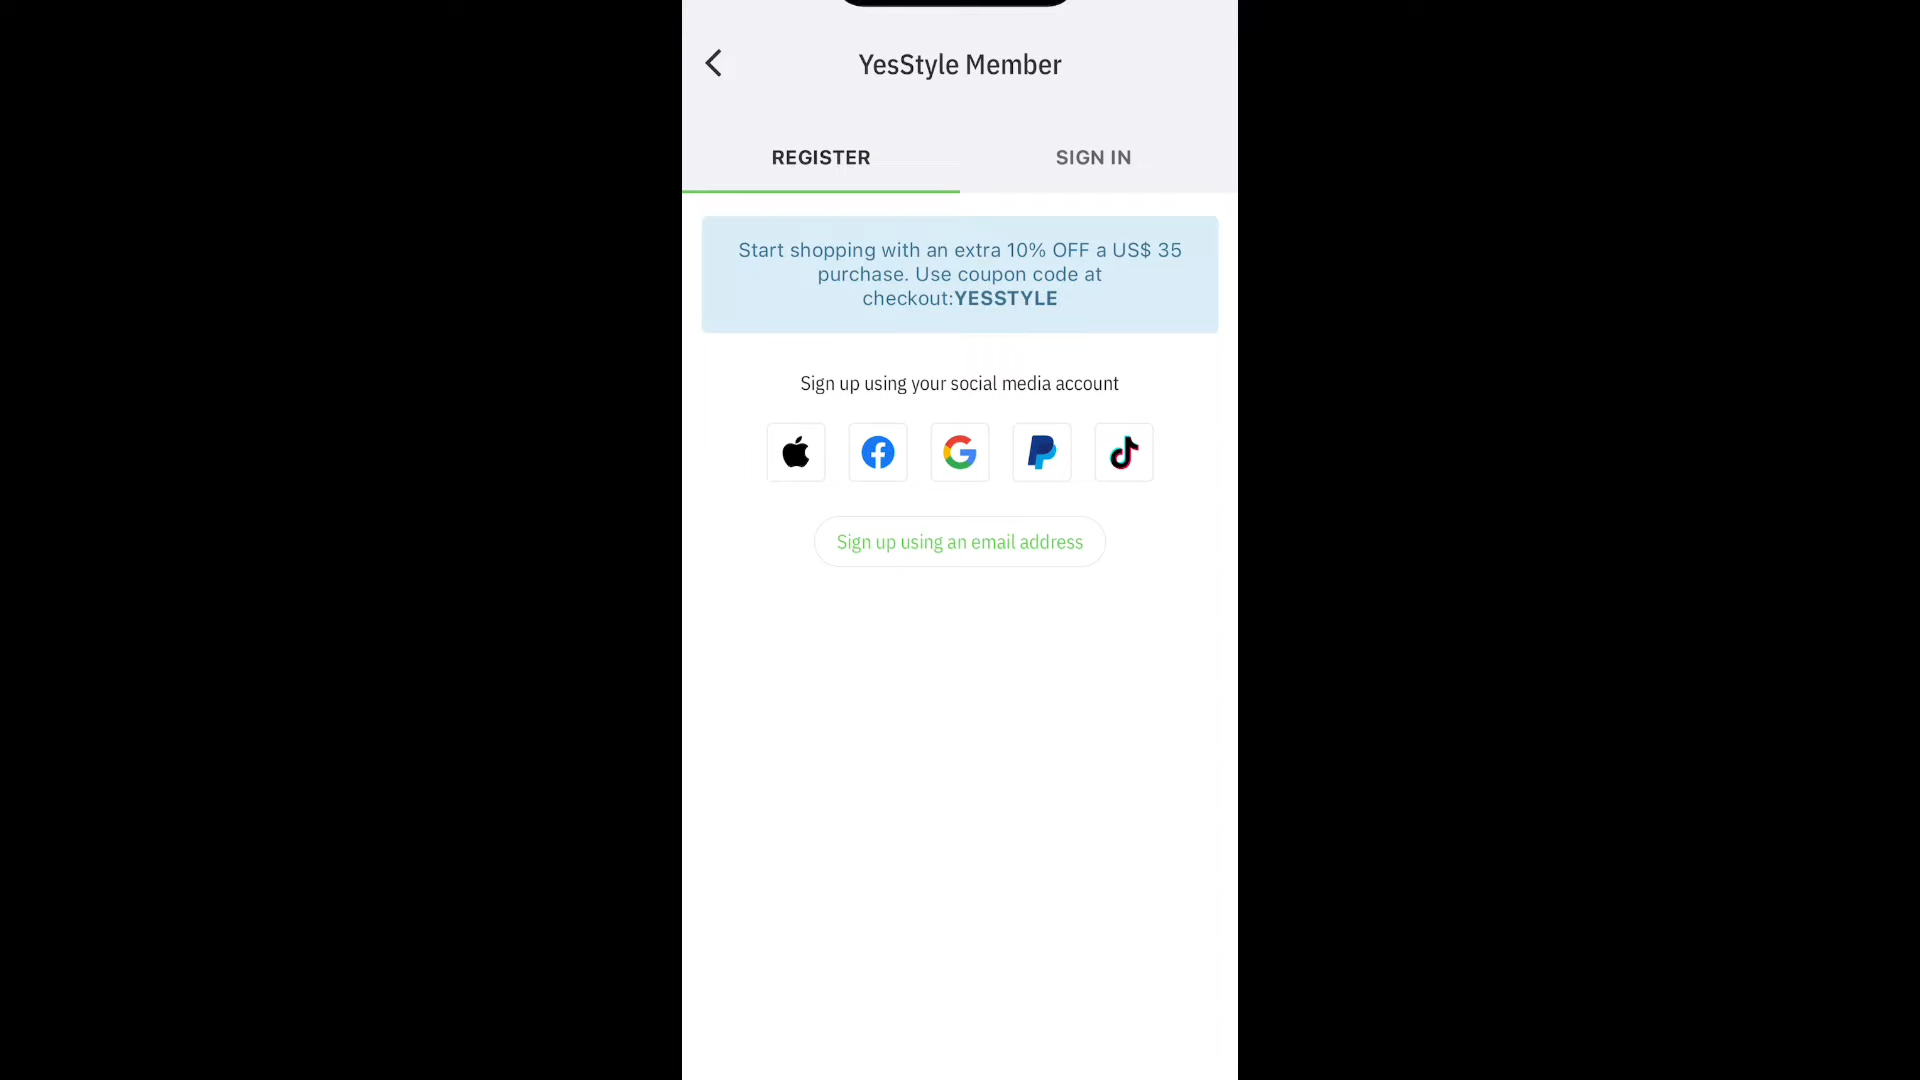 YesStyle Member
REGISTER
SIGN IN
Start shopping with an extra 10% OFF a US$ 35
purchase. Use coupon code at
checkout:YESSTYLE
Sign up using your social media account
Sign up using an email address